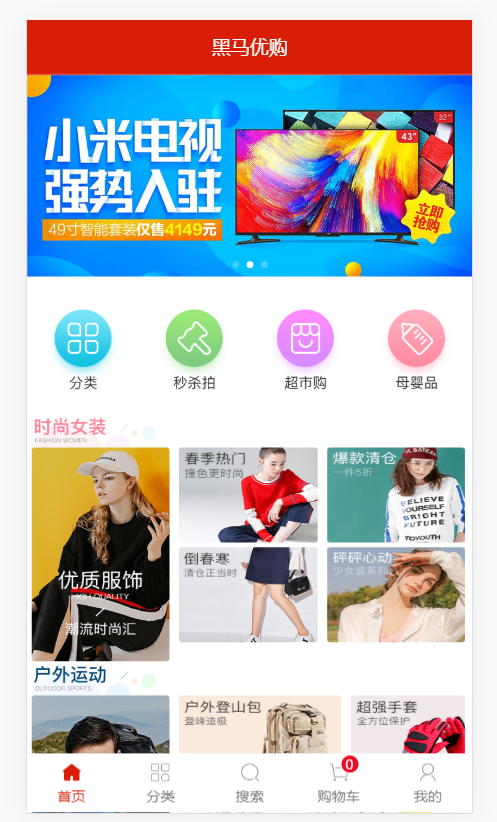 黑马优购
小米电视
强势入驻
49寸智能套装仅售4149元
32"
43"
立即
抢购
分类
秒杀拍
超市购
母婴品
时尚女装
FASHION WOMEN
优质服饰
HIGH QUALITY
潮流时尚汇
春季热门
撞色更时尚
爆款清仓
一件5折
BELIEVE
YOURSELF
BRIGHT
FUTURE
TOYOUTH
倒春寒
清仓正当时
砰砰心动
少女装系列
户外运动
OUTDOOR SPORTS
户外登山包
登峰造极
超强手套
全方位保护
0
首页
分类
搜索
购物车
我的